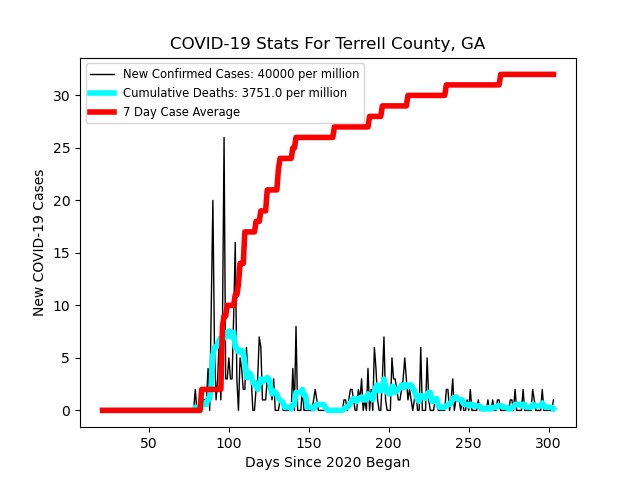 COVID-19 Stats For Terrell County, GA
New Confirmed Cases: 40000 per million
Cumulative Deaths: 3751.0 per million
7 Day Case Average
New COVID-19 Cases
30
25
20
15
10
5
0
50
100
150
200
250
300
Days Since 2020 Began